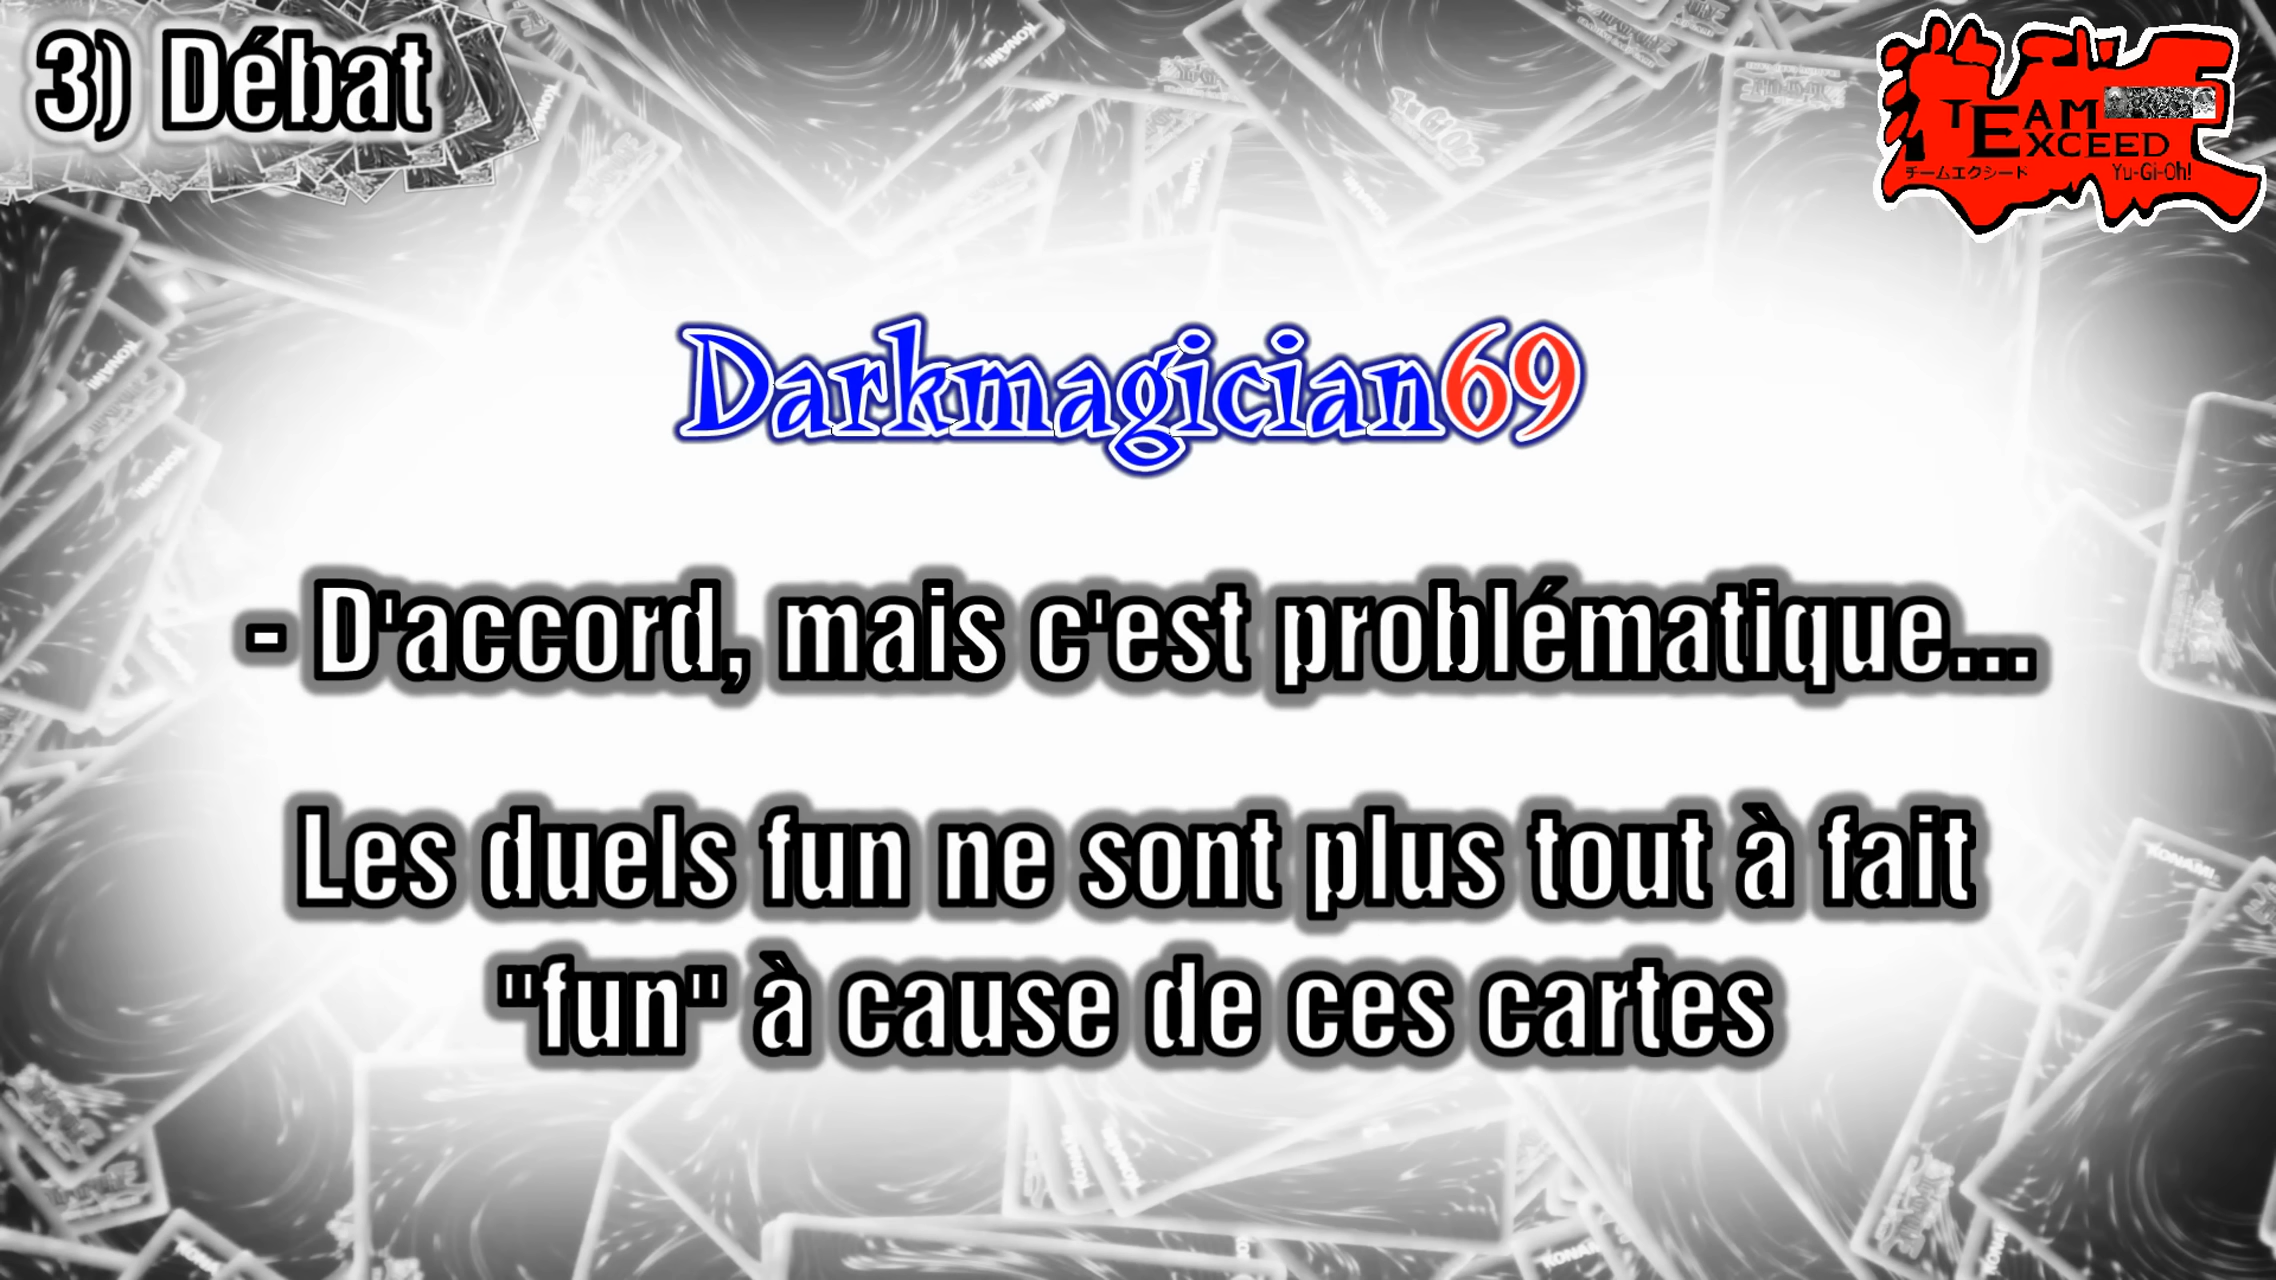 3) Débat
TEAM
EXCEED
チームエクシード
Yu-Gi-Oh!
Darkmagician69
- D'accord, mais c'est problématique...
Les duels fun ne sont plus tout à fait
"fun" à cause de ces cartes
KONAMI